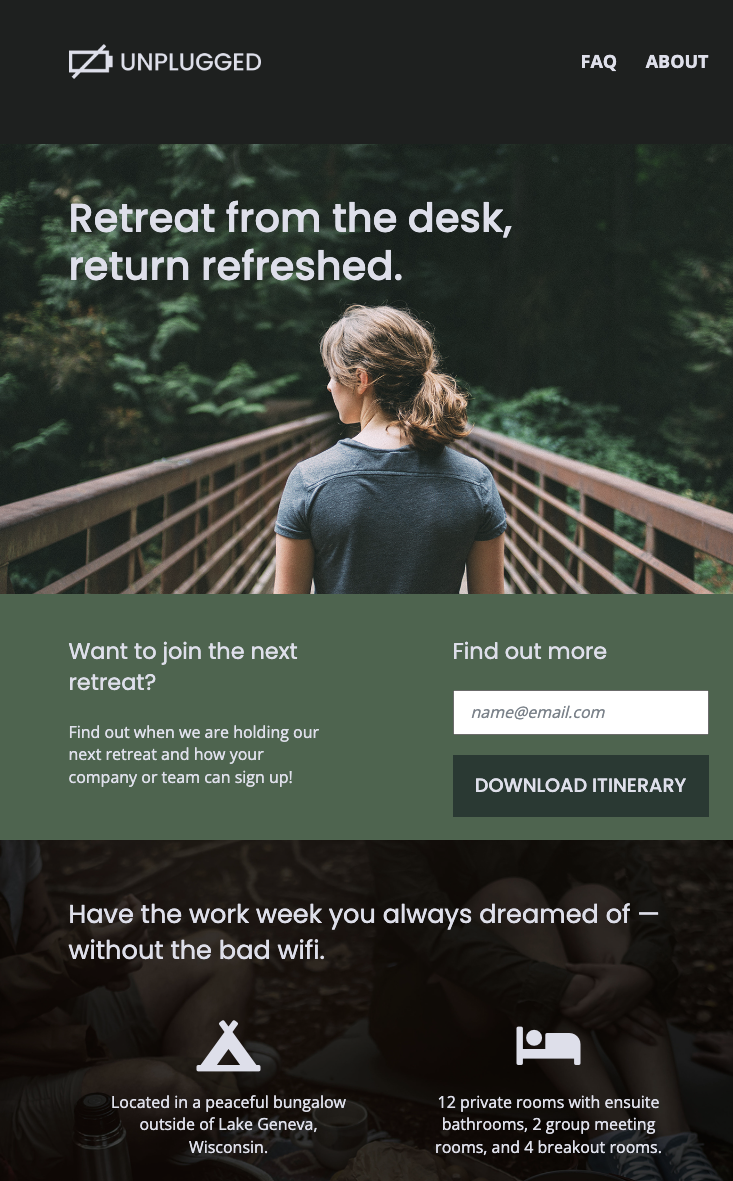 UNPLUGGED
FAQ ABOUT
Retreat from the desk,
return refreshed.
Want to join the next
retreat?
Find out when we are holding our
next retreat and how your
company or team can sign up!
Find out more
name@email.com
DOWNLOAD ITINERARY
Have the work week you always dreamed of —
without the bad wifi.
Located in a peaceful bungalow
outside of Lake Geneva,
Wisconsin.
12 private rooms with ensuite
bathrooms, 2 group meeting
rooms, and 4 breakout rooms.